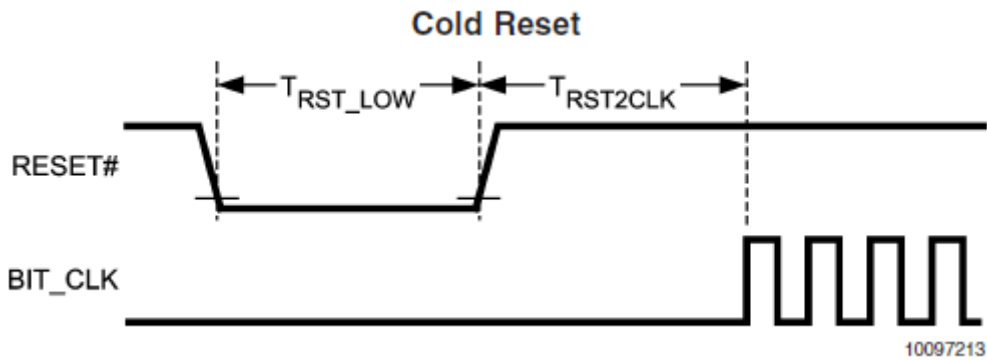 Cold Reset
TRST_LOW TRST2CLK
RESET#
BIT_CLK
10097213